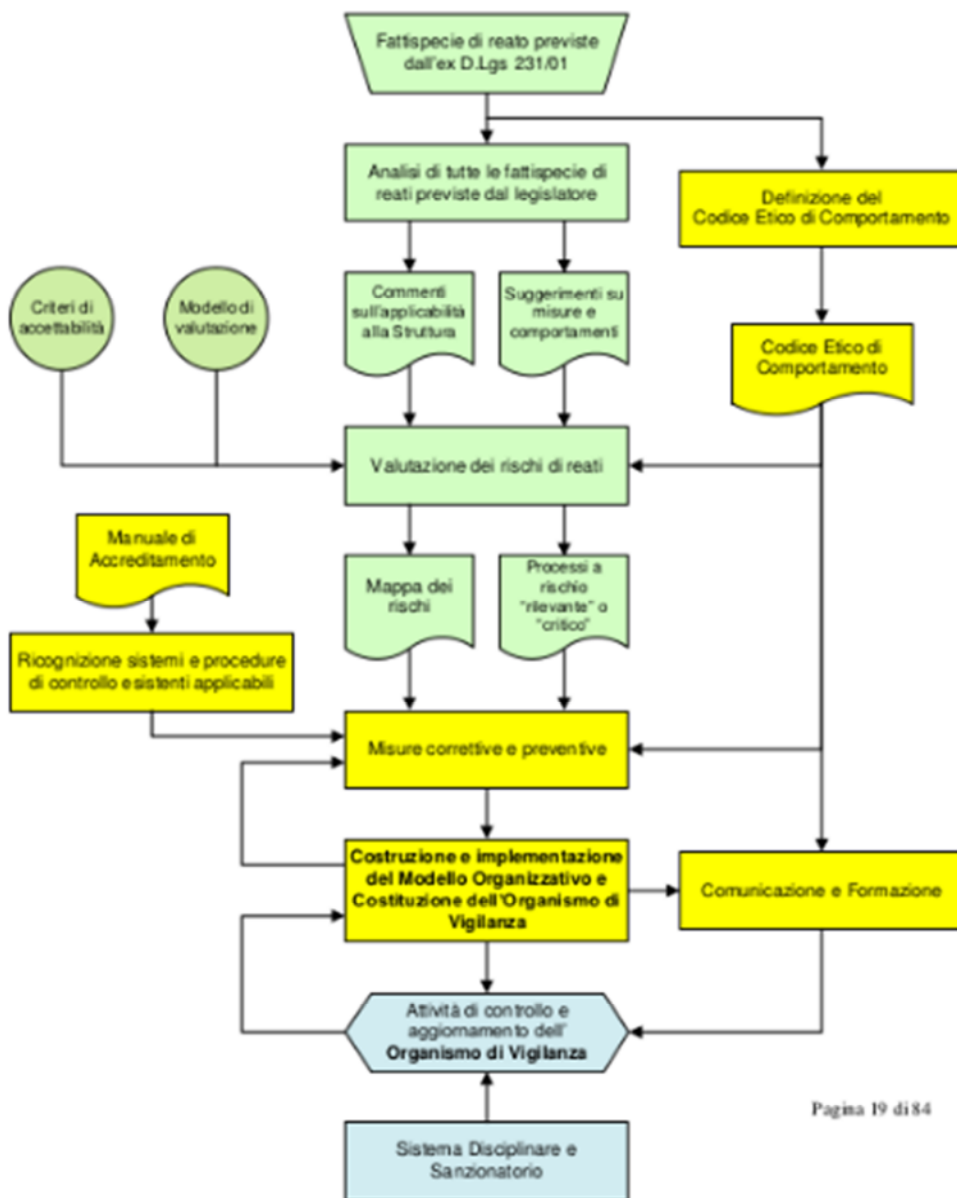 Fattispecie di reato previste
dall'ex D.Lgs 231/01
Analisi di tutte le fattispecie di
reati previste dal legislatore
Definizione del
Codice Etico di Comportamento
Criteri di
accettabilità
Modello di
valutazione
Commenti
sull'applicabilità
alla Struttura
Suggerimenti su
misure e
comportamenti
Codice Etico di
Comportamento
Valutazione dei rischi di reati
Manuale di
Accreditamento
Mappa dei
rischi
Processi a
rischio
"rilevante" o
"critico"
Ricognizione sistemi e procedure
di controllo esistenti applicabili
Misure correttive e preventive
Costruzione e implementazione
del Modello Organizzativo e
Costituzione dell'Organismo di
Vigilanza
Comunicazione e Formazione
Attività di controllo e
aggiornamento dell'
Organismo di Vigilanza
Pagina 19 di 84
Sistema Disciplinare e
Sanzionatorio